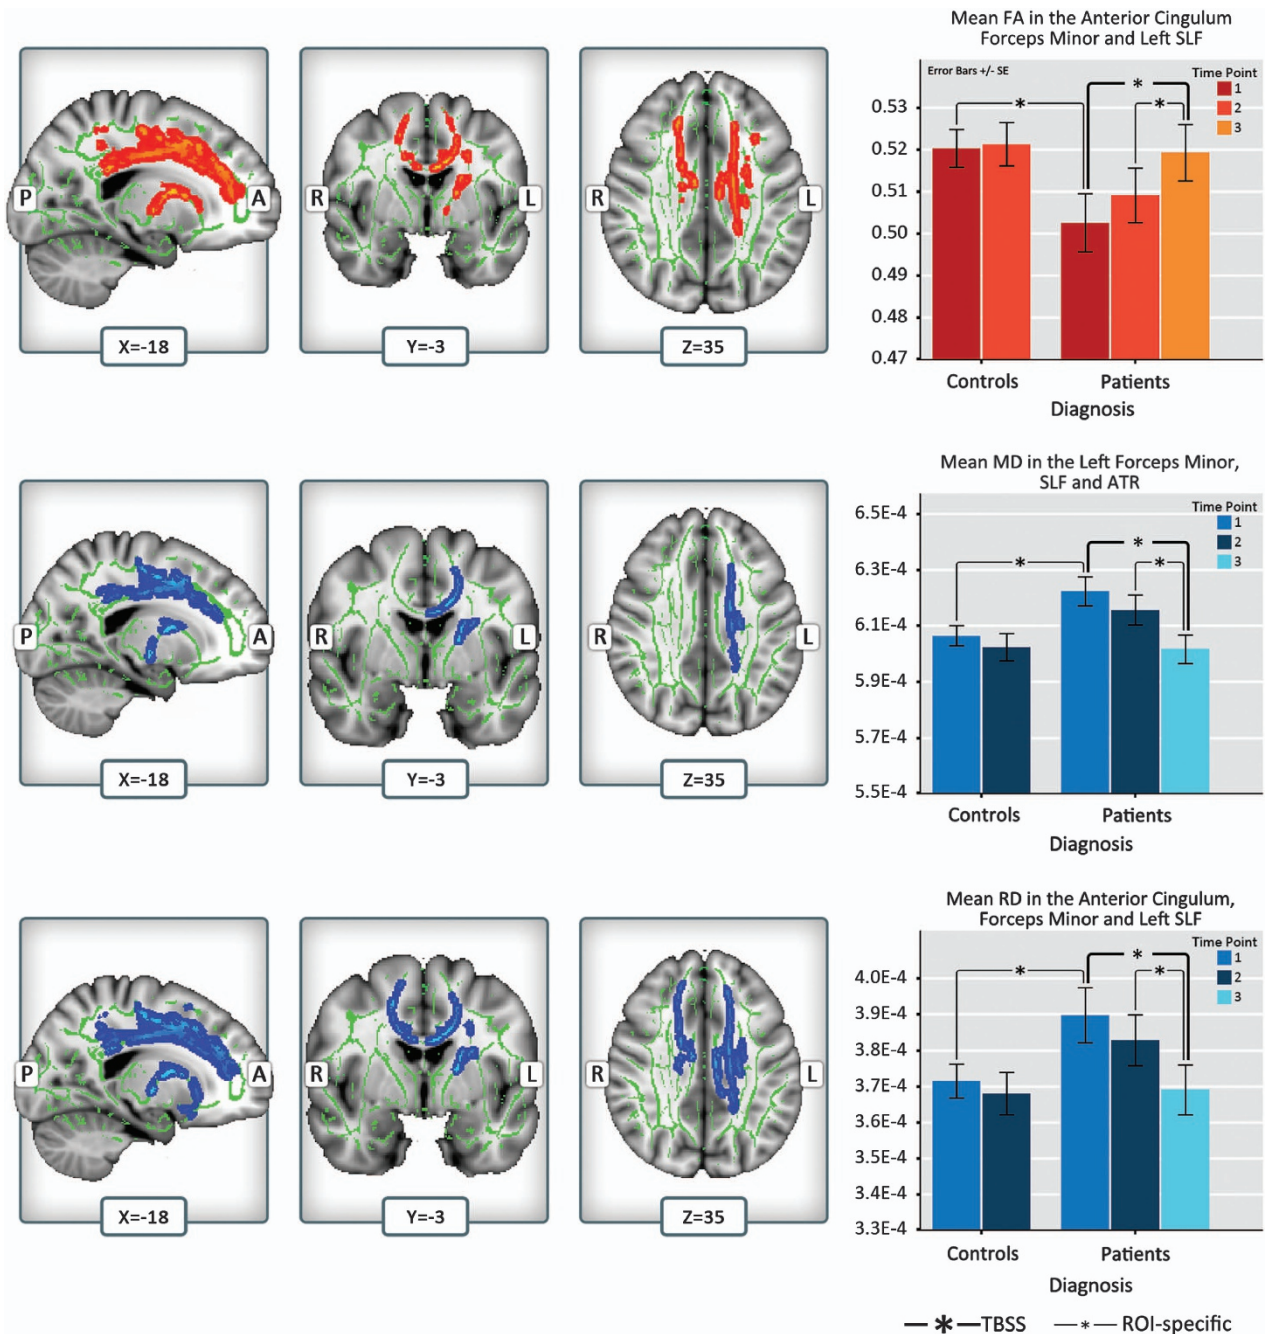 Mean FA in the Anterior Cingulum
Forceps Minor and Left SLF
Error Bars +/- SE
Time Point
1
2
3
0.53
0.52
0.51
0.50
0.49
0.48
0.47
* * *
Controls Patients
Diagnosis
P A R L R L
X=-18 Y=-3 Z=35
Mean MD in the Left Forceps Minor,
SLF and ATR
Time Point
1
2
3
6.5E-4
6.3E-4
6.1E-4
5.9E-4
5.7E-4
5.5E-4
* * *
Controls Patients
Diagnosis
P A R L R L
X=-18 Y=-3 Z=35
Mean RD in the Anterior Cingulum,
Forceps Minor and Left SLF
Time Point
1
2
3
4.0E-4
3.9E-4
3.8E-4
3.7E-4
3.6E-4
3.5E-4
3.4E-4
3.3E-4
* * *
Controls Patients
Diagnosis
P A R L R L
X=-18 Y=-3 Z=35
* TBSS * ROI-specific